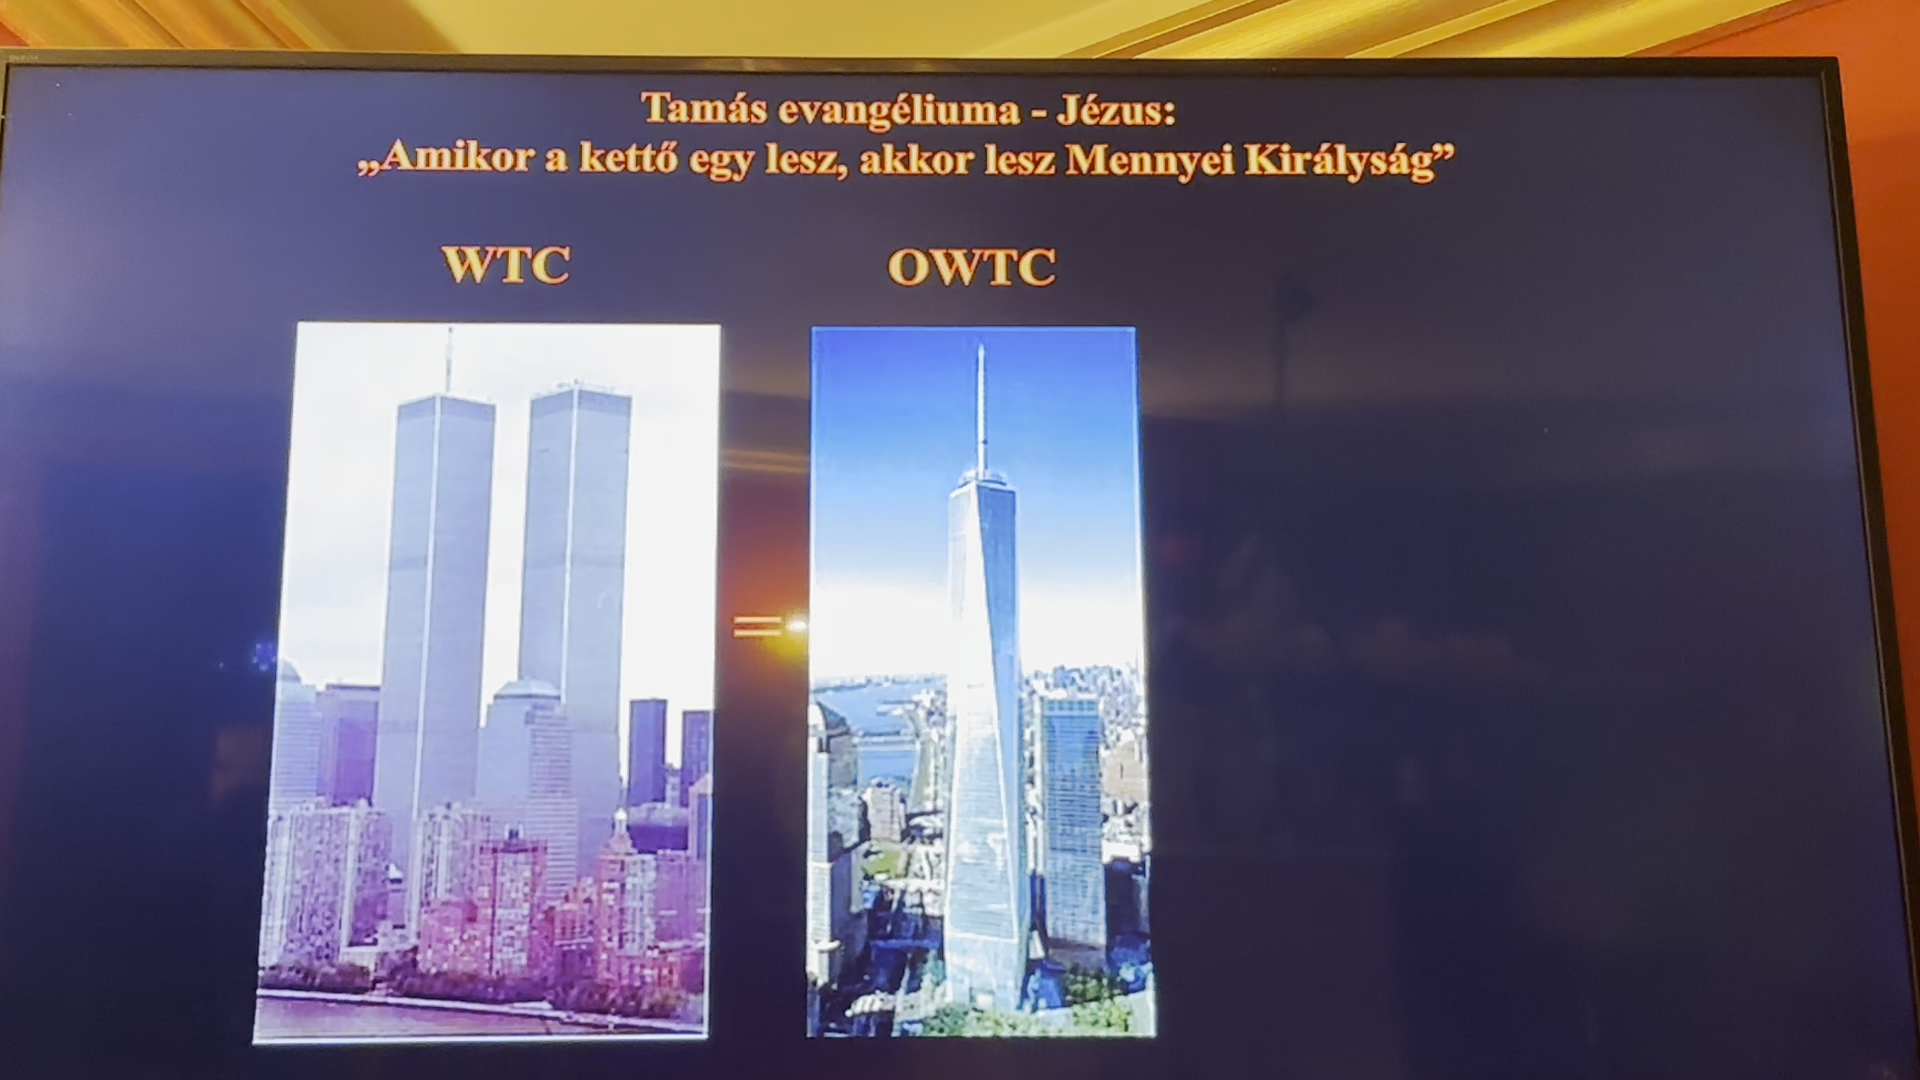 Tamás evangéliuma - Jézus:
„Amikor a kettő egy lesz, akkor lesz Mennyei Királyság”
WTC
OWTC
=